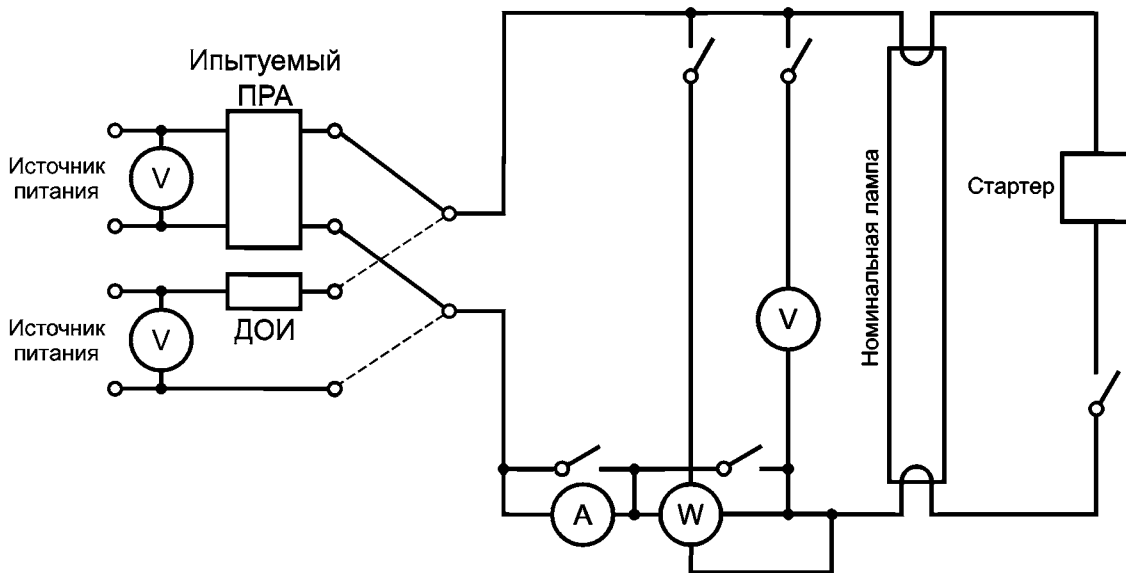 Ипытуемый
ПРА
Источник
питания
V
ДОИ
Источник
питания
V
V
A
W
Номинальная лампа
Стартер